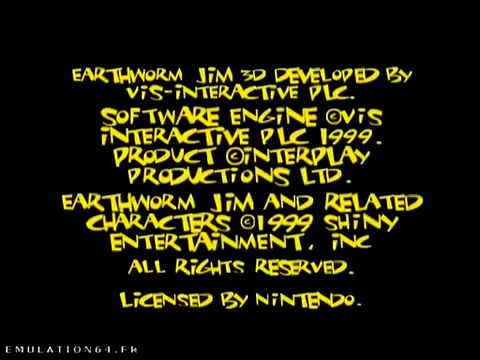 EARTHWORM JIM 3D DEVELOPED BY
VIS-INTERACTIVE PLC.
SOFTWARE ENGINE ©VIS
INTERACTIVE PLC 1999.
PRODUCT ©INTERPLAY
PRODUCTIONS LTD.
EARTHWORM JIM AND RELATED
CHARACTERS ©1999 SHINY
ENTERTAINMENT, INC
ALL RIGHTS RESERVED.
LICENSED BY NINTENDO.
EMULATION64.FR